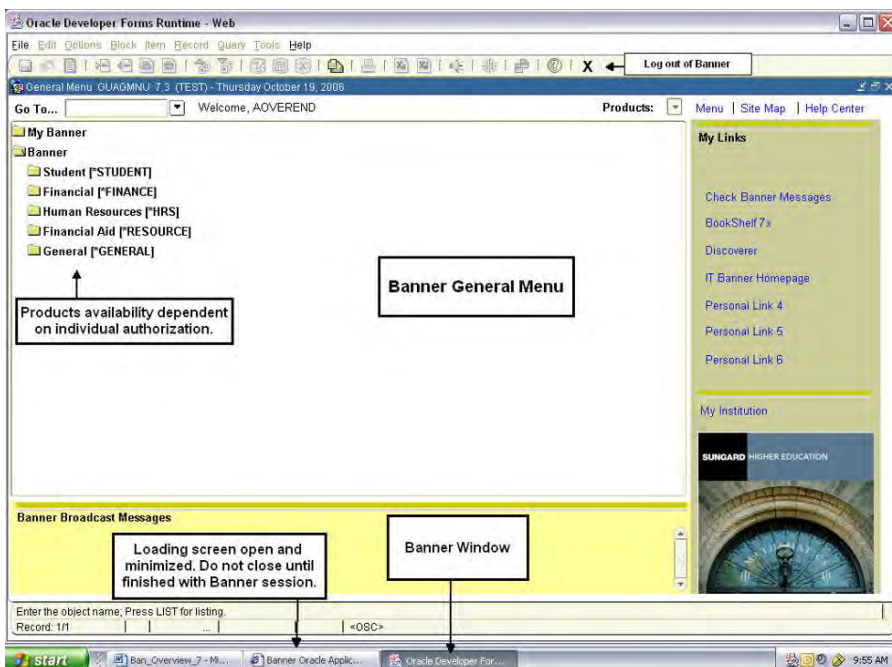 Oracle Developer Forms Runtime - Web
File Edit Options Block Item Record Query Tools Help
X
Log out of Banner
General Menu GUAGMNU 7.3 (TEST) - Thursday October 19, 2006
Go To...
Welcome, AOVEREND
Products:
Menu | Site Map | Help Center
My Banner
Banner
Student [*STUDENT]
Financial [*FINANCE]
Human Resources [*HRS]
Financial Aid [*RESOURCE]
General [*GENERAL]
Products availability dependent
on individual authorization.
Banner General Menu
My Links
Check Banner Messages
BookShelf 7x
Discoverer
IT Banner Homepage
Personal Link 4
Personal Link 5
Personal Link 6
My Institution
SUNGARD HIGHER EDUCATION
Banner Broadcast Messages
Loading screen open and
minimized. Do not close until
finished with Banner session.
Banner Window
Enter the object name; Press LIST for listing.
Record: 1/1 | | ... | | <OSC>
start
Ban_Overview_7 - Mi...
Banner Oracle Applic...
Oracle Developer For...
9:55 AM